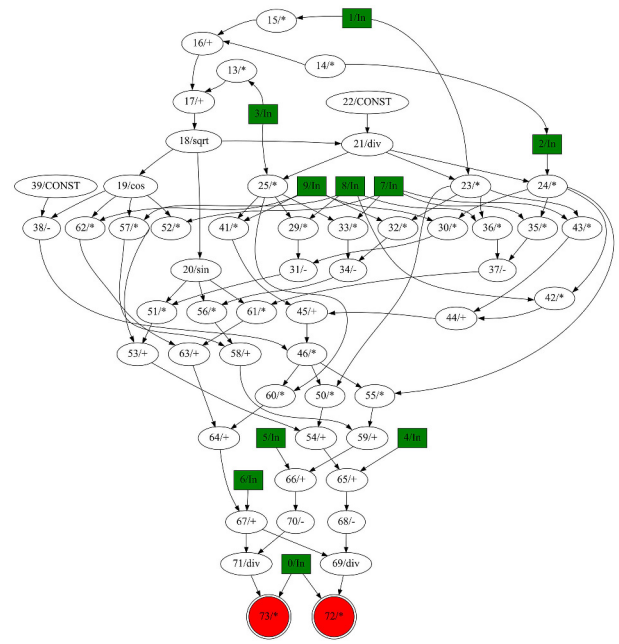 15/*
1/In
16/+
14/*
13/*
17/+
22/CONST
3/In
18/sqrt
21/div
2/In
39/CONST
19/cos
25/*
9/In
8/In
7/In
23/*
24/*
38/-
62/*
57/*
52/*
41/*
29/*
33/*
32/*
30/*
36/*
35/*
43/*
20/sin
31/-
34/-
37/-
42/*
51/*
56/*
61/*
45/+
44/+
53/+
63/+
58/+
46/*
60/*
50/*
55/*
64/+
5/In
54/+
59/+
4/In
6/In
66/+
65/+
67/+
70/-
68/-
71/div
0/In
69/div
73/*
72/*